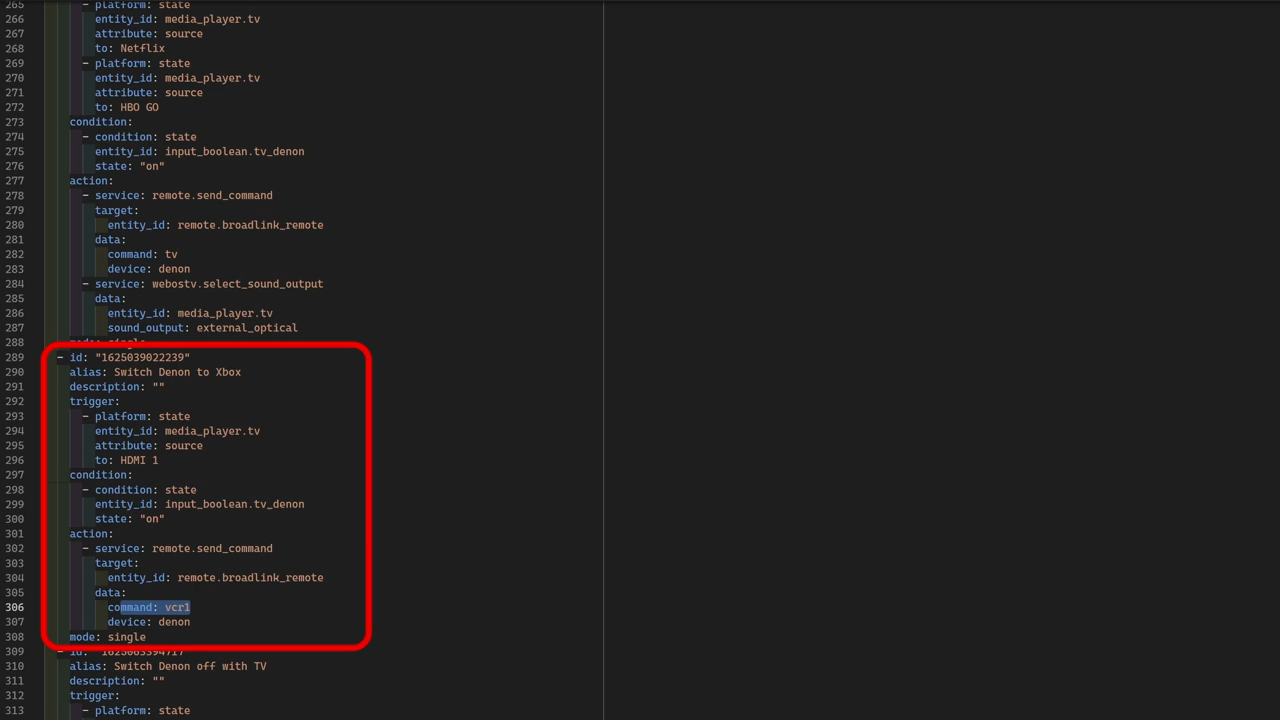 265 - platform: state
266 entity_id: media_player.tv
267 attribute: source
268 to: Netflix
269 - platform: state
270 entity_id: media_player.tv
271 attribute: source
272 to: HBO GO
273 condition:
274 - condition: state
275 entity_id: input_boolean.tv_denon
276 state: "on"
277 action:
278 - service: remote.send_command
279 target:
280 entity_id: remote.broadlink_remote
281 data:
282 command: tv
283 device: denon
284 - service: webostv.select_sound_output
285 data:
286 entity_id: media_player.tv
287 sound_output: external_optical
288 mode: single
289 - id: "1625039022239"
290 alias: Switch Denon to Xbox
291 description: ""
292 trigger:
293 - platform: state
294 entity_id: media_player.tv
295 attribute: source
296 to: HDMI 1
297 condition:
298 - condition: state
299 entity_id: input_boolean.tv_denon
300 state: "on"
301 action:
302 - service: remote.send_command
303 target:
304 entity_id: remote.broadlink_remote
305 data:
306 command: vcr1
307 device: denon
308 mode: single
309 - id:
310 alias: Switch Denon off with TV
311 description: ""
312 trigger:
313 - platform: state